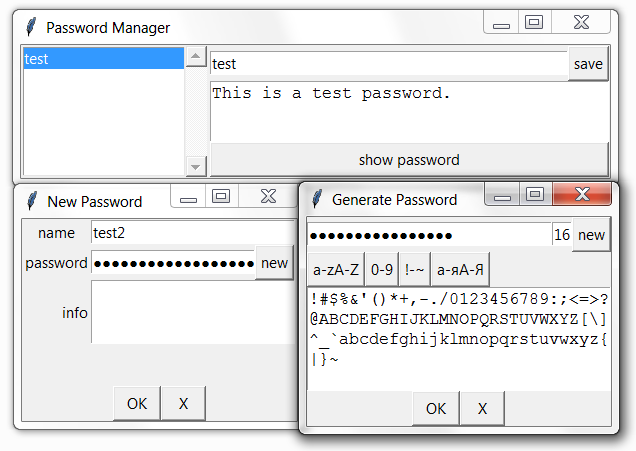 Password Manager
test
test
save
This is a test password.
show password
New Password
name
test2
password
●●●●●●●●●●●●●●●●●●
new
info
OK
X
Generate Password
●●●●●●●●●●●●●●●●
16
new
a-zA-Z
0-9
!-~
а-яА-Я
!#$%&'()*+,-./0123456789:;<=>?
@ABCDEFGHIJKLMNOPQRSTUVWXYZ[\]
^_`abcdefghijklmnopqrstuvwxyz{
|}~
OK
X